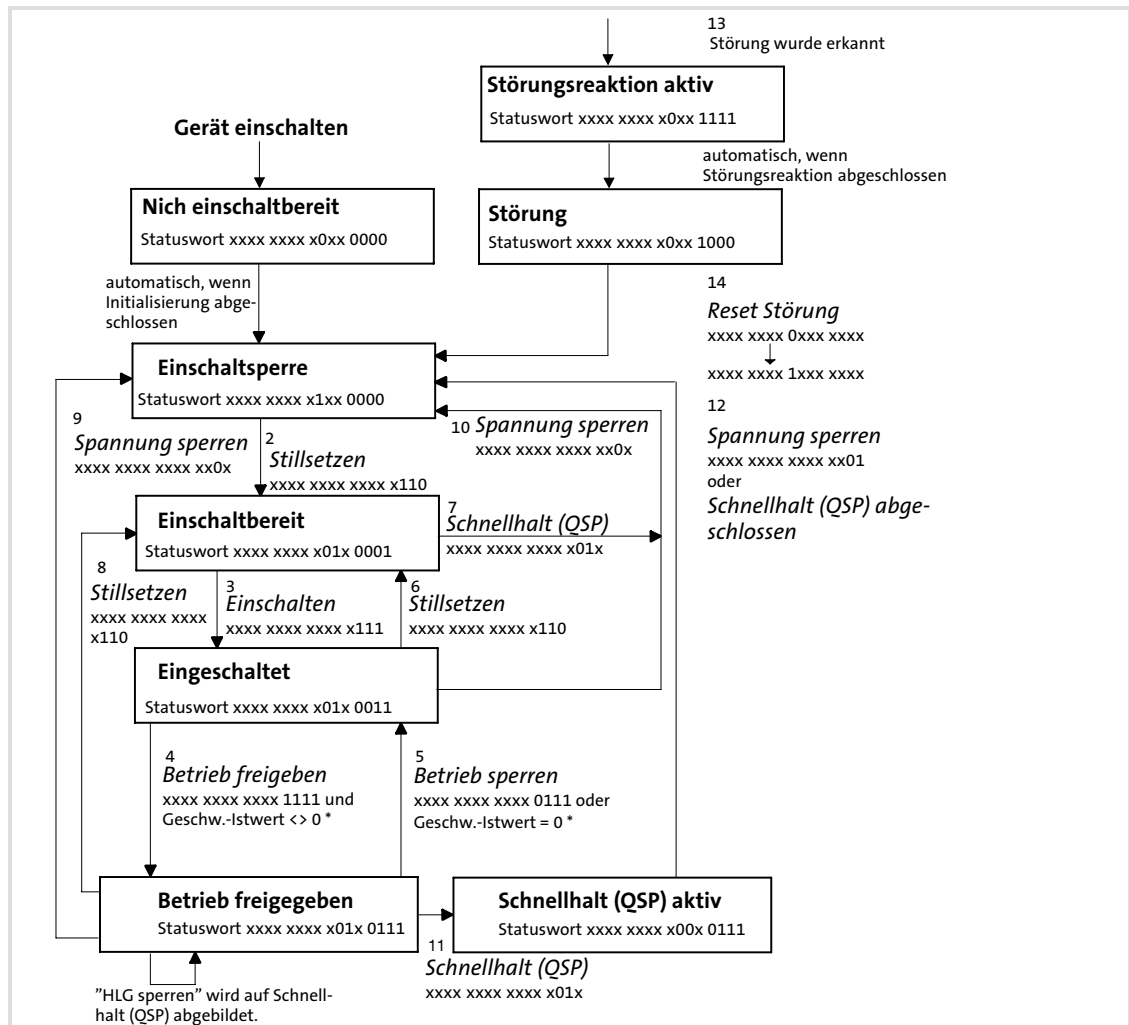 13
Störung wurde erkannt
Störungsreaktion aktiv
Statuswort xxxx xxxx x0xx 1111
Gerät einschalten
automatisch, wenn
Störungsreaktion abgeschlossen
Nich einschaltbereit
Statuswort xxxx xxxx x0xx 0000
Störung
Statuswort xxxx xxxx x0xx 1000
automatisch, wenn
Initialisierung abge-
schlossen
14
Reset Störung
xxxx xxxx 0xxx xxxx
xxxx xxxx 1xxx xxxx
Einschaltsperre
Statuswort xxxx xxxx x1xx 0000
9
Spannung sperren
xxxx xxxx xxxx xx0x
2
Stillsetzen
xxxx xxxx xxxx x110
10 Spannung sperren
xxxx xxxx xxxx xx0x
12
Spannung sperren
xxxx xxxx xxxx xx01
oder
Schnellhalt (QSP) abge-
schlossen
Einschaltbereit
Statuswort xxxx xxxx x01x 0001
7
Schnellhalt (QSP)
xxxx xxxx xxxx x01x
8
Stillsetzen
xxxx xxxx xxxx
x110
3
Einschalten
xxxx xxxx xxxx x111
6
Stillsetzen
xxxx xxxx xxxx x110
Eingeschaltet
Statuswort xxxx xxxx x01x 0011
4
Betrieb freigeben
xxxx xxxx xxxx 1111 und
Geschw.-Istwert <> 0 *
5
Betrieb sperren
xxxx xxxx xxxx 0111 oder
Geschw.-Istwert = 0 *
Betrieb freigegeben
Statuswort xxxx xxxx x01x 0111
Schnellhalt (QSP) aktiv
Statuswort xxxx xxxx x00x 0111
11
Schnellhalt (QSP)
xxxx xxxx xxxx x01x
"HLG sperren" wird auf Schnell-
halt (QSP) abgebildet.